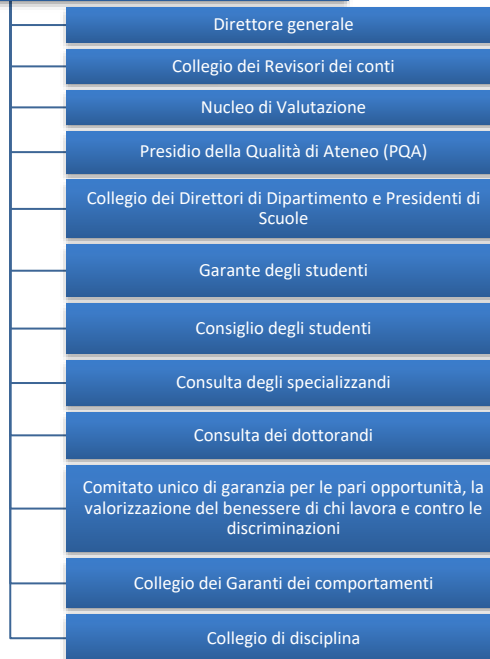 Direttore generale
Collegio dei Revisori dei conti
Nucleo di Valutazione
Presidio della Qualità di Ateneo (PQA)
Collegio dei Direttori di Dipartimento e Presidenti di
Scuole
Garante degli studenti
Consiglio degli studenti
Consulta degli specializzandi
Consulta dei dottorandi
Comitato unico di garanzia per le pari opportunità, la
valorizzazione del benessere di chi lavora e contro le
discriminazioni
Collegio dei Garanti dei comportamenti
Collegio di disciplina